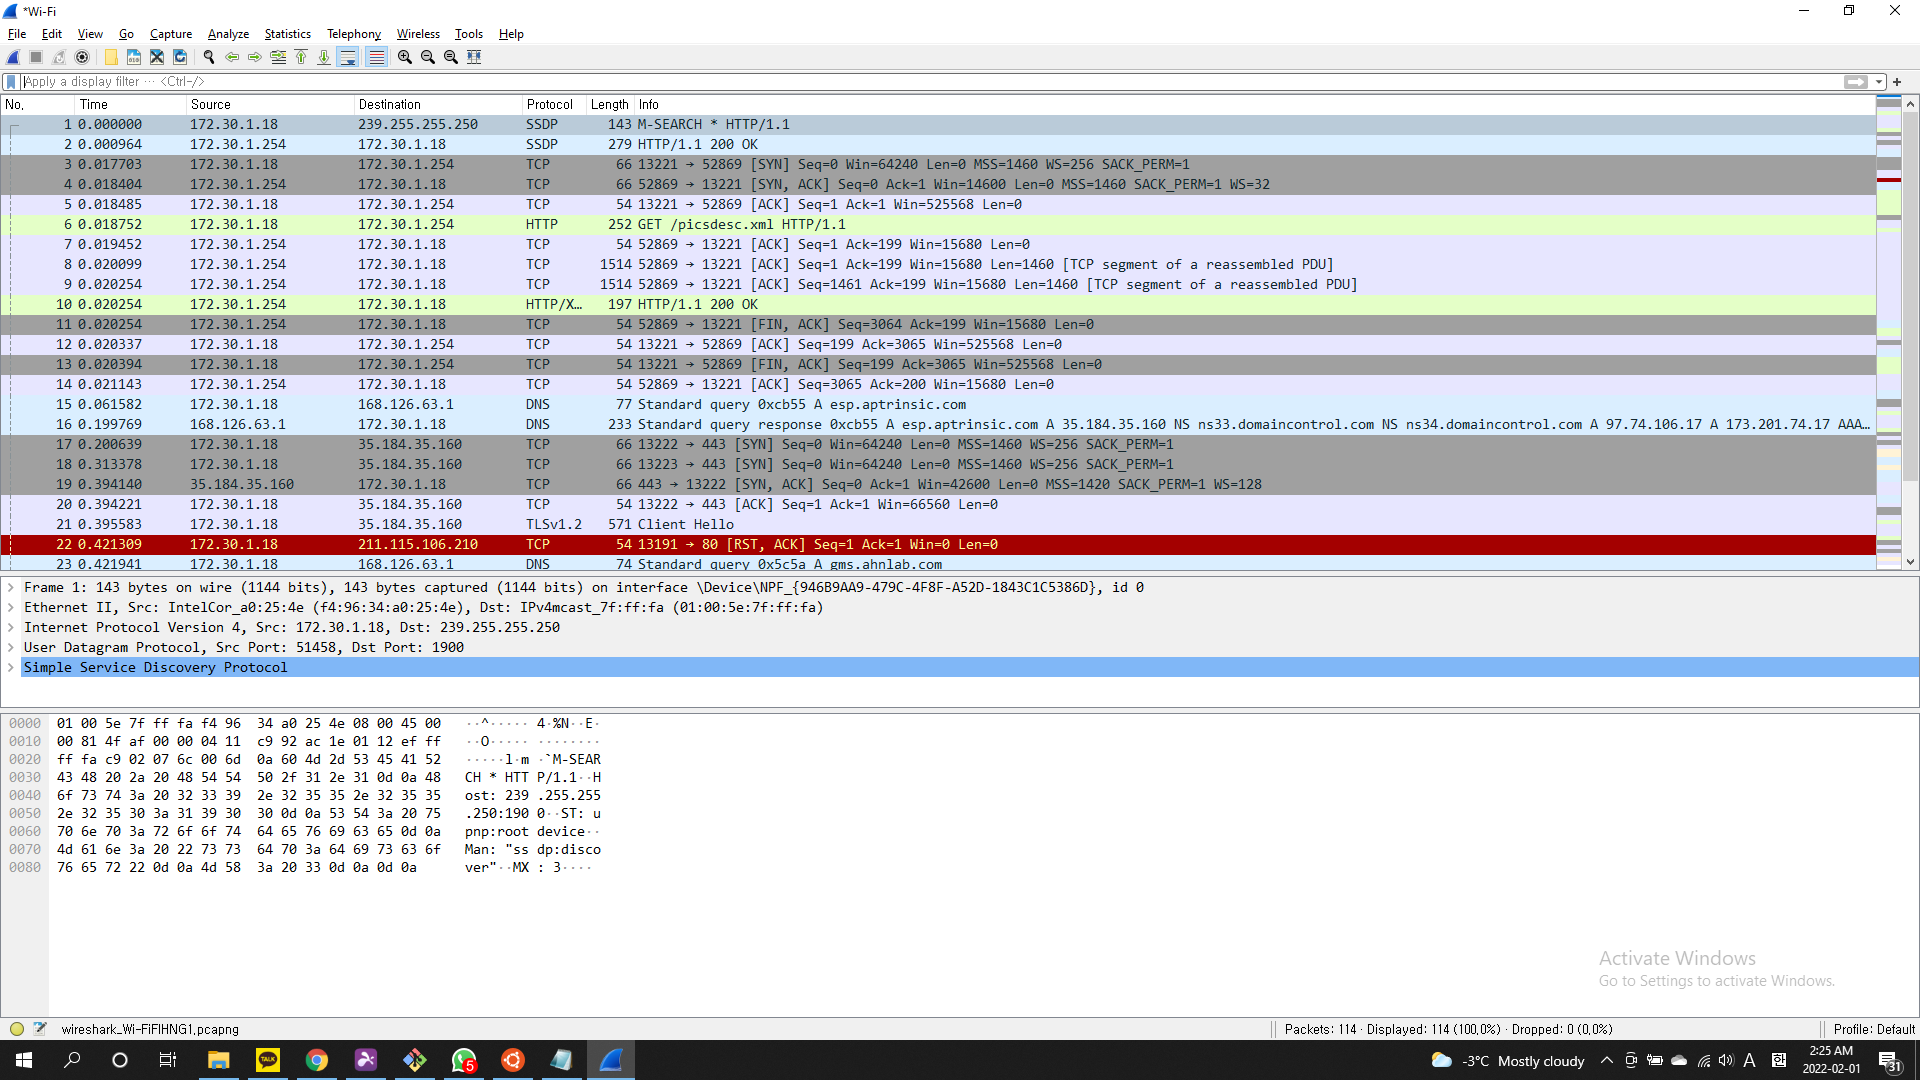 *Wi-Fi
File Edit View Go Capture Analyze Statistics Telephony Wireless Tools Help
Apply a display filter ··· <Ctrl-/>
No. Time Source Destination Protocol Length Info
1 0.000000 172.30.1.18 239.255.255.250 SSDP 143 M-SEARCH * HTTP/1.1
2 0.000964 172.30.1.254 172.30.1.18 SSDP 279 HTTP/1.1 200 OK
3 0.017703 172.30.1.18 172.30.1.254 TCP 66 13221 → 52869 [SYN] Seq=0 Win=64240 Len=0 MSS=1460 WS=256 SACK_PERM=1
4 0.018404 172.30.1.254 172.30.1.18 TCP 66 52869 → 13221 [SYN, ACK] Seq=0 Ack=1 Win=14600 Len=0 MSS=1460 SACK_PERM=1 WS=32
5 0.018485 172.30.1.18 172.30.1.254 TCP 54 13221 → 52869 [ACK] Seq=1 Ack=1 Win=525568 Len=0
6 0.018752 172.30.1.18 172.30.1.254 HTTP 252 GET /picsdesc.xml HTTP/1.1
7 0.019452 172.30.1.254 172.30.1.18 TCP 54 52869 → 13221 [ACK] Seq=1 Ack=199 Win=15680 Len=0
8 0.020099 172.30.1.254 172.30.1.18 TCP 1514 52869 → 13221 [ACK] Seq=1 Ack=199 Win=15680 Len=1460 [TCP segment of a reassembled PDU]
9 0.020254 172.30.1.254 172.30.1.18 TCP 1514 52869 → 13221 [ACK] Seq=1461 Ack=199 Win=15680 Len=1460 [TCP segment of a reassembled PDU]
10 0.020254 172.30.1.254 172.30.1.18 HTTP/X… 197 HTTP/1.1 200 OK
11 0.020254 172.30.1.254 172.30.1.18 TCP 54 52869 → 13221 [FIN, ACK] Seq=3064 Ack=199 Win=15680 Len=0
12 0.020337 172.30.1.18 172.30.1.254 TCP 54 13221 → 52869 [ACK] Seq=199 Ack=3065 Win=525568 Len=0
13 0.020394 172.30.1.18 172.30.1.254 TCP 54 13221 → 52869 [FIN, ACK] Seq=199 Ack=3065 Win=525568 Len=0
14 0.021143 172.30.1.254 172.30.1.18 TCP 54 52869 → 13221 [ACK] Seq=3065 Ack=200 Win=15680 Len=0
15 0.061582 172.30.1.18 168.126.63.1 DNS 77 Standard query 0xcb55 A esp.aptrinsic.com
16 0.199769 168.126.63.1 172.30.1.18 DNS 233 Standard query response 0xcb55 A esp.aptrinsic.com A 35.184.35.160 NS ns33.domaincontrol.com NS ns34.domaincontrol.com A 97.74.106.17 A 173.201.74.17 AAA…
17 0.200639 172.30.1.18 35.184.35.160 TCP 66 13222 → 443 [SYN] Seq=0 Win=64240 Len=0 MSS=1460 WS=256 SACK_PERM=1
18 0.313378 172.30.1.18 35.184.35.160 TCP 66 13223 → 443 [SYN] Seq=0 Win=64240 Len=0 MSS=1460 WS=256 SACK_PERM=1
19 0.394140 35.184.35.160 172.30.1.18 TCP 66 443 → 13222 [SYN, ACK] Seq=0 Ack=1 Win=42600 Len=0 MSS=1420 SACK_PERM=1 WS=128
20 0.394221 172.30.1.18 35.184.35.160 TCP 54 13222 → 443 [ACK] Seq=1 Ack=1 Win=66560 Len=0
21 0.395583 172.30.1.18 35.184.35.160 TLSv1.2 571 Client Hello
22 0.421309 172.30.1.18 211.115.106.210 TCP 54 13191 → 80 [RST, ACK] Seq=1 Ack=1 Win=0 Len=0
23 0.421941 172.30.1.18 168.126.63.1 DNS 74 Standard query 0x5c5a A gms.ahnlab.com
Frame 1: 143 bytes on wire (1144 bits), 143 bytes captured (1144 bits) on interface \Device\NPF_{946B9AA9-479C-4F8F-A52D-1843C1C5386D}, id 0
Ethernet II, Src: IntelCor_a0:25:4e (f4:96:34:a0:25:4e), Dst: IPv4mcast_7f:ff:fa (01:00:5e:7f:ff:fa)
Internet Protocol Version 4, Src: 172.30.1.18, Dst: 239.255.255.250
User Datagram Protocol, Src Port: 51458, Dst Port: 1900
Simple Service Discovery Protocol
0000 01 00 5e 7f ff fa f4 96 34 a0 25 4e 08 00 45 00 ··^····· 4·%N··E·
0010 00 81 4f af 00 00 04 11 c9 92 ac 1e 01 12 ef ff ··O····· ········
0020 ff fa c9 02 07 6c 00 6d 0a 60 4d 2d 53 45 41 52 ·····l·m ·`M-SEAR
0030 43 48 20 2a 20 48 54 54 50 2f 31 2e 31 0d 0a 48 CH * HTT P/1.1··H
0040 6f 73 74 3a 20 32 33 39 2e 32 35 35 2e 32 35 35 ost: 239 .255.255
0050 2e 32 35 30 3a 31 39 30 30 0d 0a 53 54 3a 20 75 .250:190 0··ST: u
0060 70 6e 70 3a 72 6f 6f 74 64 65 76 69 63 65 0d 0a pnp:root device··
0070 4d 61 6e 3a 20 22 73 73 64 70 3a 64 69 73 63 6f Man: "ss dp:disco
0080 76 65 72 22 0d 0a 4d 58 3a 20 33 0d 0a 0d 0a ver"··MX : 3····
Activate Windows
Go to Settings to activate Windows.
wireshark_Wi-FiFIHNG1.pcapng
Packets: 114 · Displayed: 114 (100.0%) · Dropped: 0 (0.0%)
Profile: Default
TALK
5
-3°C Mostly cloudy
A
2:25 AM
2022-02-01
31